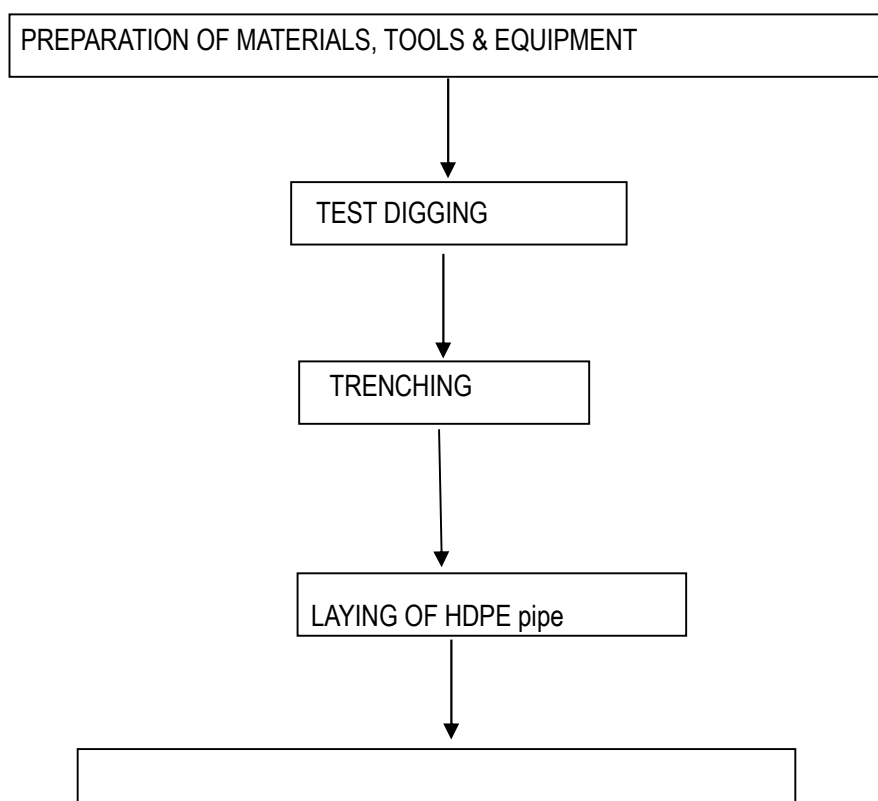 PREPARATION OF MATERIALS, TOOLS & EQUIPMENT
TEST DIGGING
TRENCHING
LAYING OF HDPE pipe